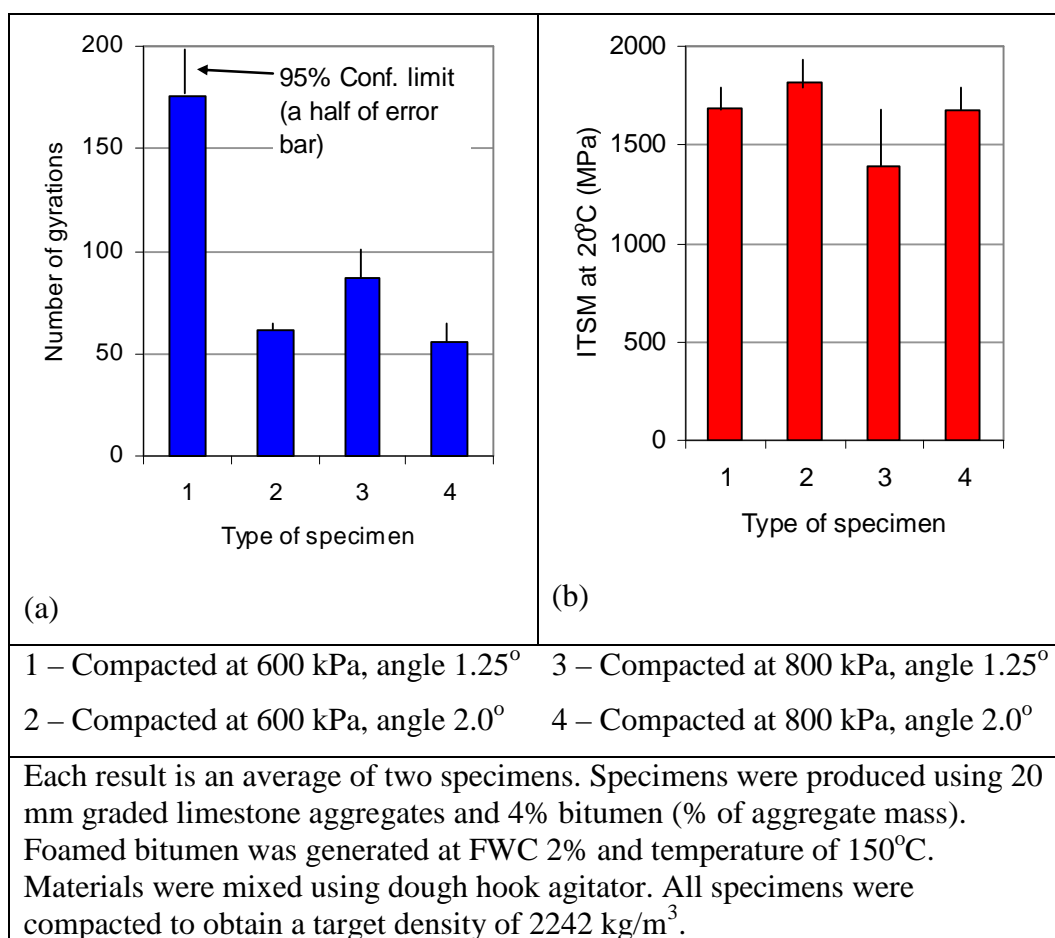 200
150
100
50
0
Number of gyrations
95% Conf. limit
(a half of error
bar)
1 2 3 4
Type of specimen
(a)
2000
1500
1000
500
0
ITSM at 20°C (MPa)
1 2 3 4
Type of specimen
(b)
1 – Compacted at 600 kPa, angle 1.25° 3 – Compacted at 800 kPa, angle 1.25°
2 – Compacted at 600 kPa, angle 2.0° 4 – Compacted at 800 kPa, angle 2.0°
Each result is an average of two specimens. Specimens were produced using 20
mm graded limestone aggregates and 4% bitumen (% of aggregate mass).
Foamed bitumen was generated at FWC 2% and temperature of 150°C.
Materials were mixed using dough hook agitator. All specimens were
compacted to obtain a target density of 2242 kg/m³.